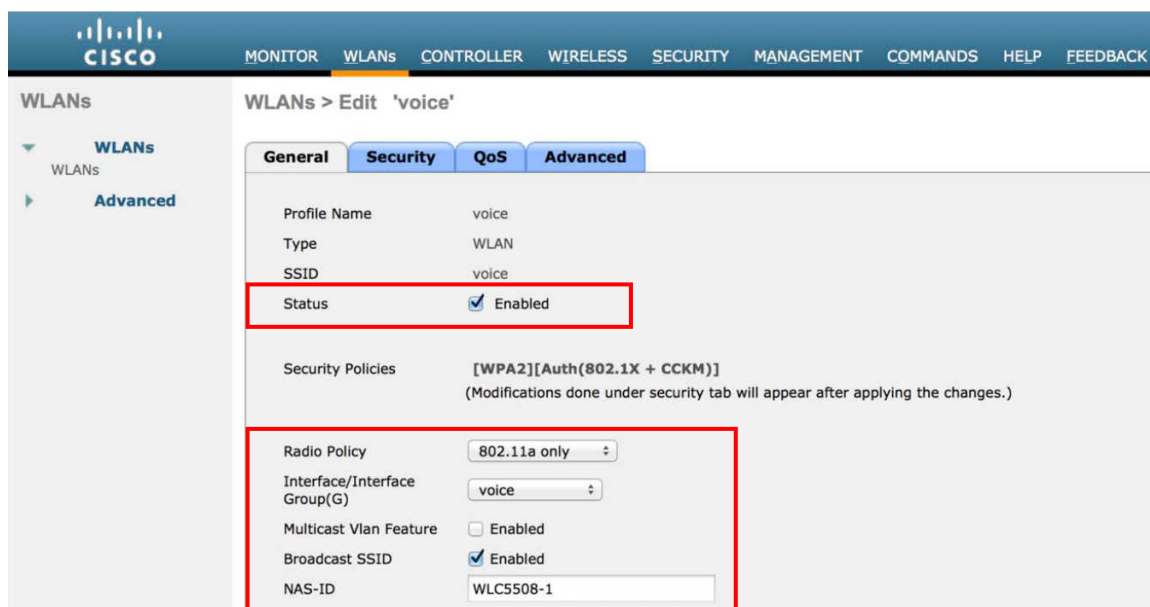 CISCO
MONITOR WLANs CONTROLLER WIRELESS SECURITY MANAGEMENT COMMANDS HELP FEEDBACK
WLANs
WLANs
WLANs
Advanced
WLANs > Edit 'voice'
General Security QoS Advanced
Profile Name voice
Type WLAN
SSID voice
Status Enabled
Security Policies [WPA2][Auth(802.1X + CCKM)]
(Modifications done under security tab will appear after applying the changes.)
Radio Policy 802.11a only
Interface/Interface
Group(G) voice
Multicast Vlan Feature Enabled
Broadcast SSID Enabled
NAS-ID WLC5508-1